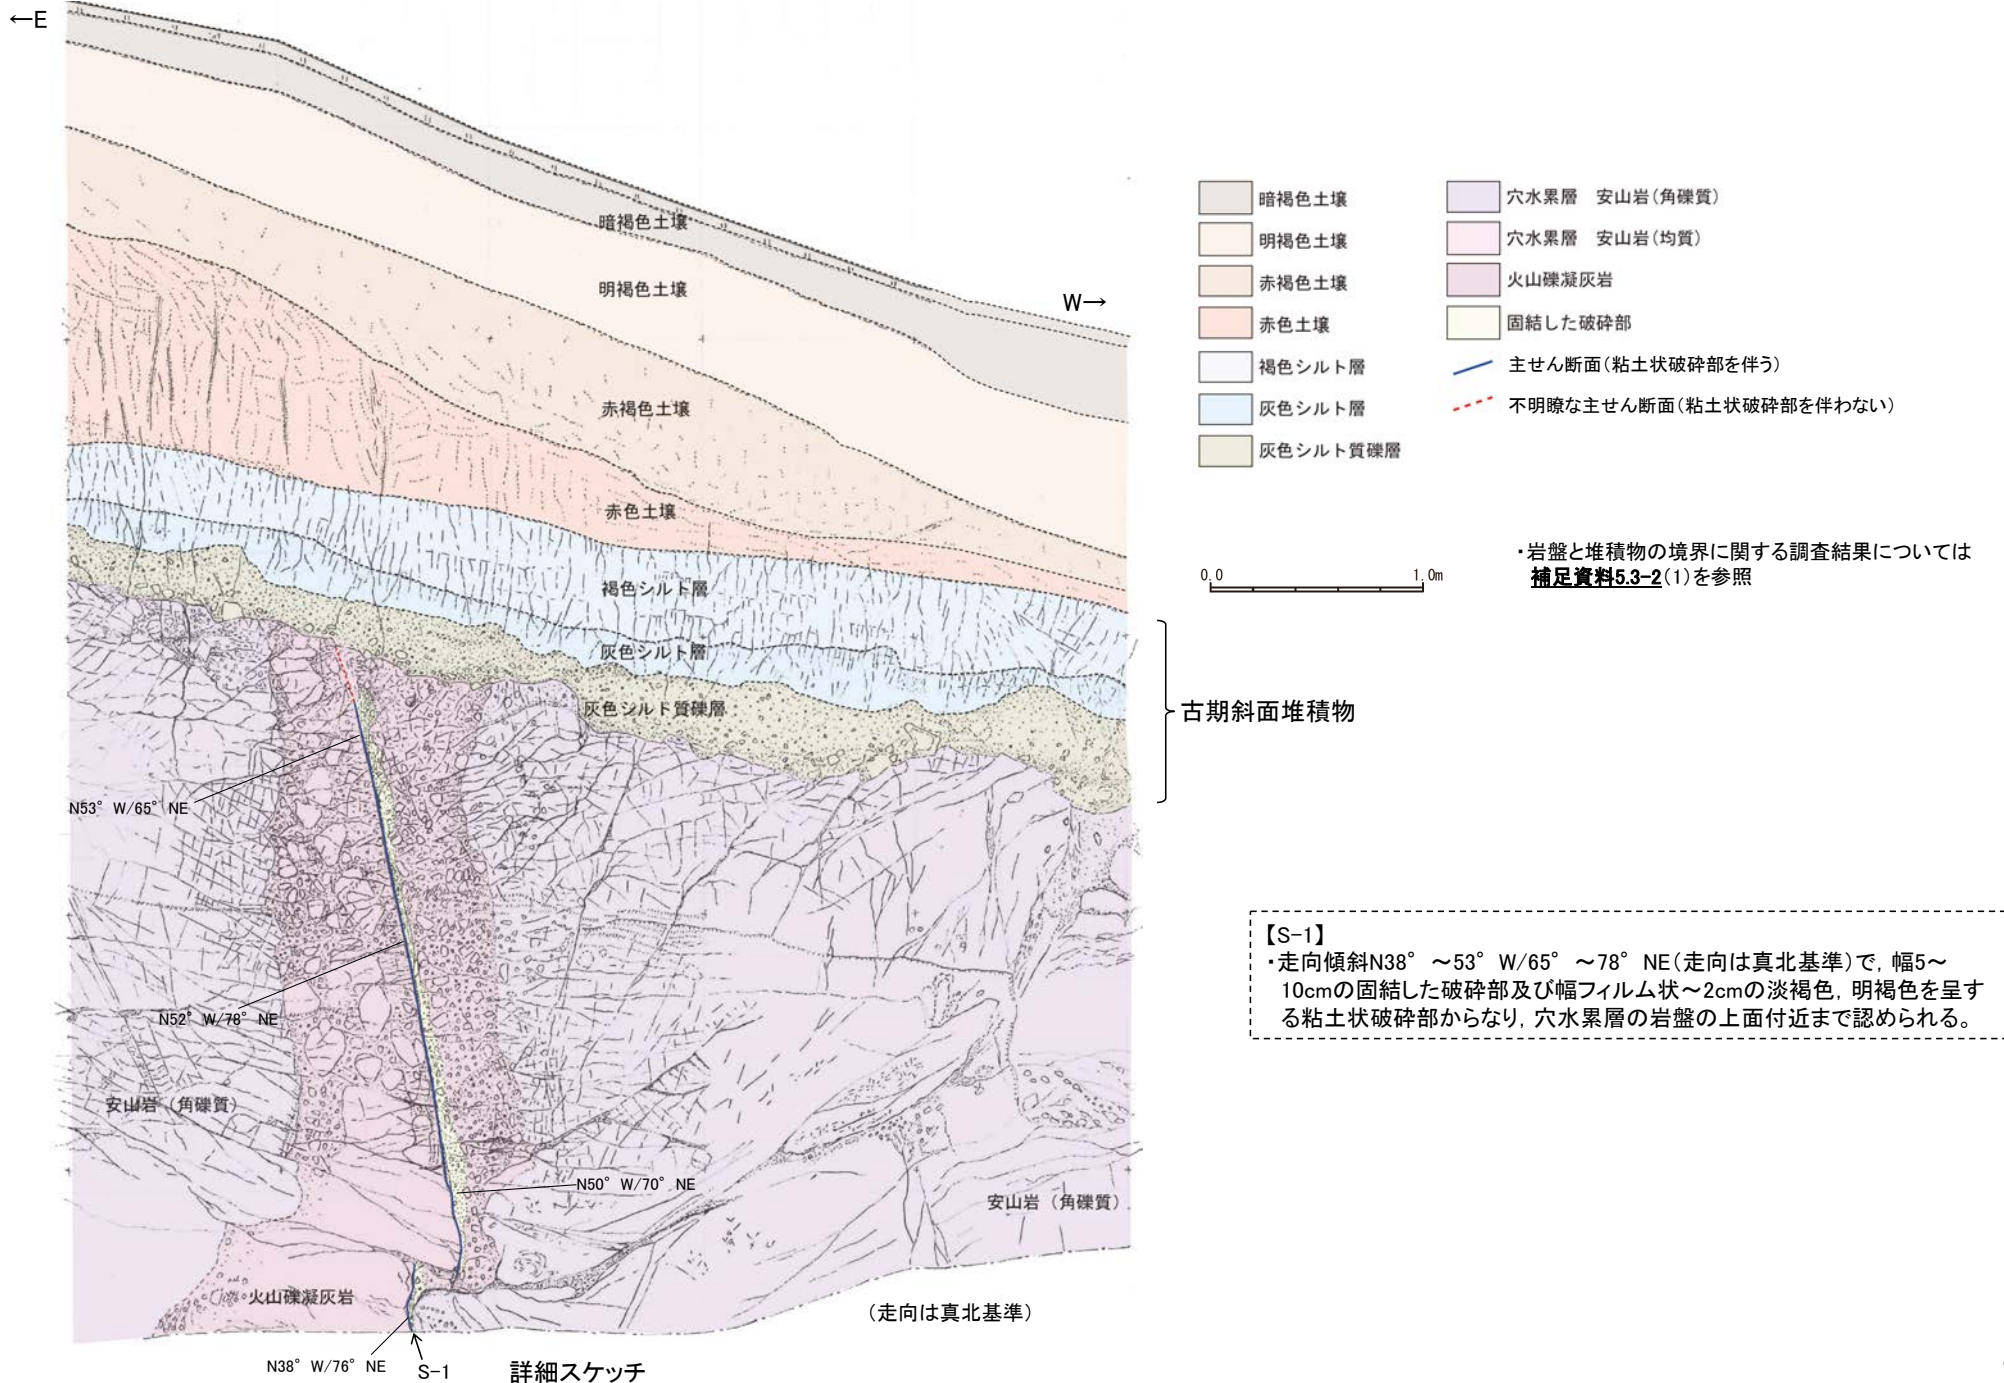 ←E
暗褐色土壌
明褐色土壌
W→
赤褐色土壌
赤色土壌
褐色シルト層
灰色シルト層
灰色シルト質礫層
N53°W/65°NE
N52°W/78°NE
安山岩（角礫質）
N50°W/70°NE
安山岩（角礫質）
火山礫凝灰岩
(走向は真北基準)
N38°W/76°NE
S-1
詳細スケッチ
暗褐色土壌
明褐色土壌
赤褐色土壌
赤色土壌
褐色シルト層
灰色シルト層
灰色シルト質礫層
穴水累層　安山岩(角礫質)
穴水累層　安山岩(均質)
火山礫凝灰岩
固結した破砕部
主せん断面(粘土状破砕部を伴う)
不明瞭な主せん断面(粘土状破砕部を伴わない)
0.0 1.0m
・岩盤と堆積物の境界に関する調査結果については
補足資料5.3-2(1)を参照
古期斜面堆積物
【S-1】
・走向傾斜N38°～53°W/65°～78°NE(走向は真北基準)で，幅5～
10cmの固結した破砕部及び幅フィルム状～2cmの淡褐色，明褐色を呈す
る粘土状破砕部からなり，穴水累層の岩盤の上面付近まで認められる。